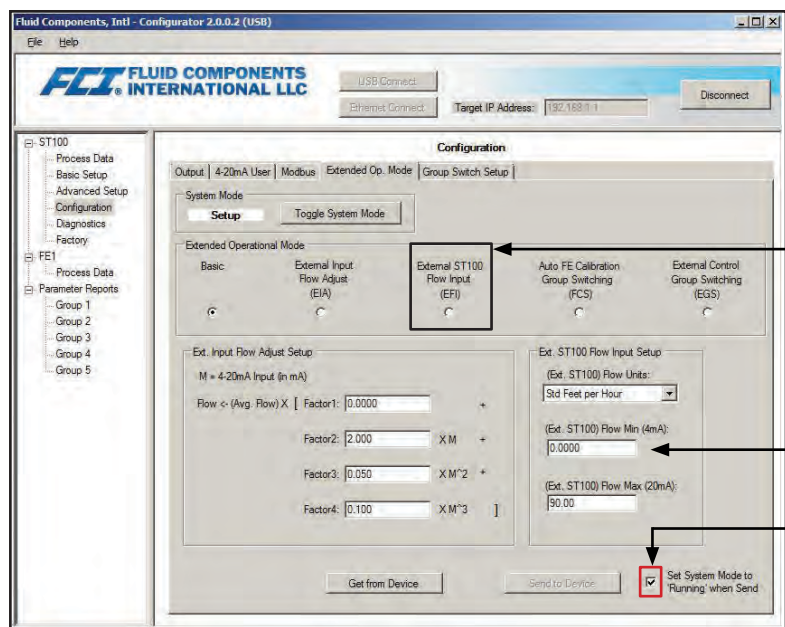 Fluid Components, Intl - Configurator 2.0.0.2 (USB)
File Help
FCI FLUID COMPONENTS
INTERNATIONAL LLC
USB Connect
Ethernet Connect
Target IP Address: 192.168.1.1
Disconnect
ST100
Process Data
Basic Setup
Advanced Setup
Configuration
Diagnostics
Factory
FE1
Process Data
Parameter Reports
Group 1
Group 2
Group 3
Group 4
Group 5
Configuration
Output 4-20mA User Modbus Extended Op. Mode Group Switch Setup
System Mode
Setup Toggle System Mode
Extended Operational Mode
Basic
External Input
Flow Adjust
(EIA)
External ST100
Flow Input
(EFI)
Auto FE Calibration
Group Switching
(FCS)
External Control
Group Switching
(EGS)
Ext. Input Flow Adjust Setup
M = 4-20mA Input (in mA)
Flow <- (Avg. Flow) X [ Factor1: 0.0000 +
Factor2: 2.000 X M +
Factor3: 0.050 X M^2 +
Factor4: 0.100 X M^3 ]
Ext. ST100 Flow Input Setup
(Ext. ST100) Flow Units:
Std Feet per Hour
(Ext. ST100) Flow Min (4mA):
0.0000
(Ext. ST100) Flow Max (20mA):
90.00
Get from Device
Send to Device
Set System Mode to
'Running' when Send